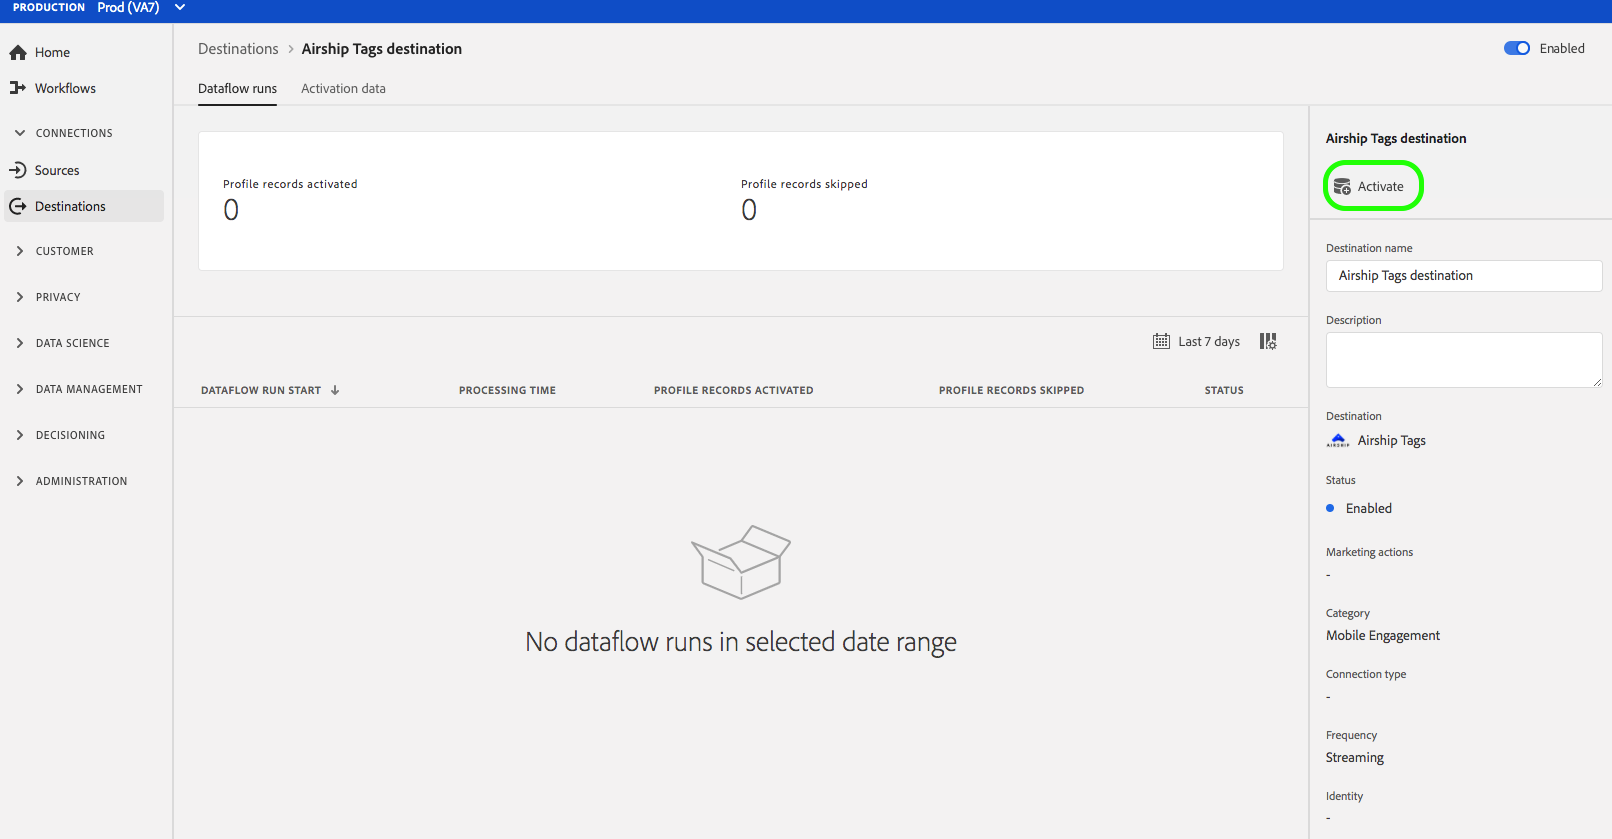 PRODUCTION Prod (VA7)
Home
Workflows
CONNECTIONS
Sources
Destinations
CUSTOMER
PRIVACY
DATA SCIENCE
DATA MANAGEMENT
DECISIONING
ADMINISTRATION
Destinations > Airship Tags destination
Enabled
Dataflow runs Activation data
Profile records activated
0
Profile records skipped
0
Last 7 days
DATAFLOW RUN START ↓ PROCESSING TIME PROFILE RECORDS ACTIVATED PROFILE RECORDS SKIPPED STATUS
No dataflow runs in selected date range
Airship Tags destination
Activate
Destination name
Airship Tags destination
Description
Destination
AIRSHIP Airship Tags
Status
Enabled
Marketing actions
-
Category
Mobile Engagement
Connection type
-
Frequency
Streaming
Identity
-